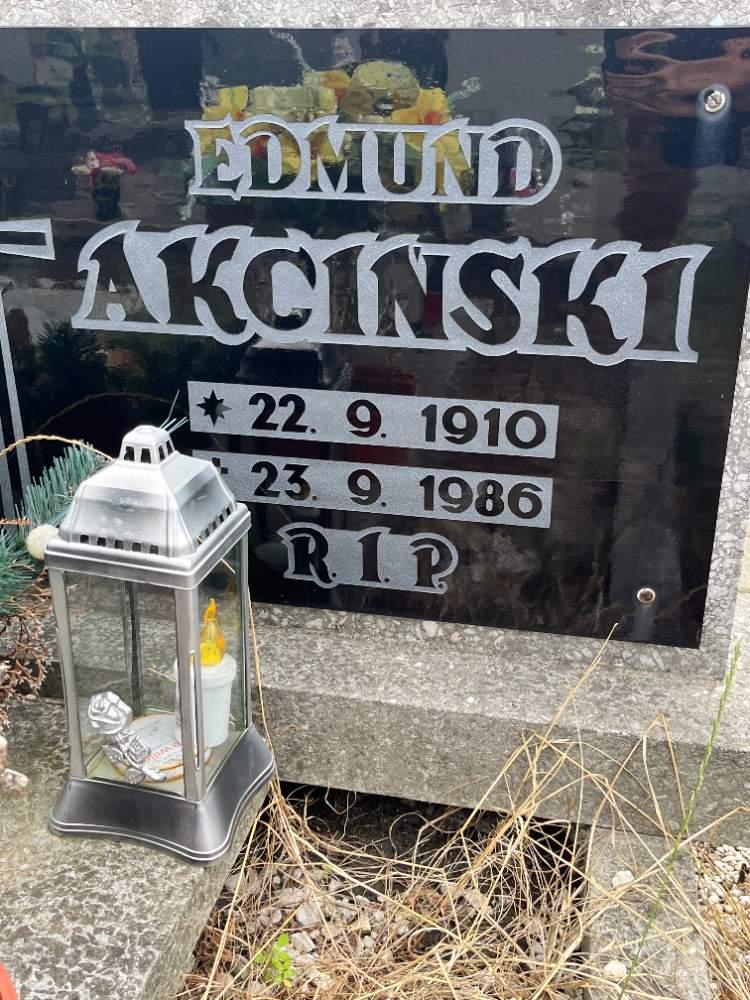 EDMUND
AKCINSKI
* 22. 9. 1910
† 23. 9. 1986
R.I.P.